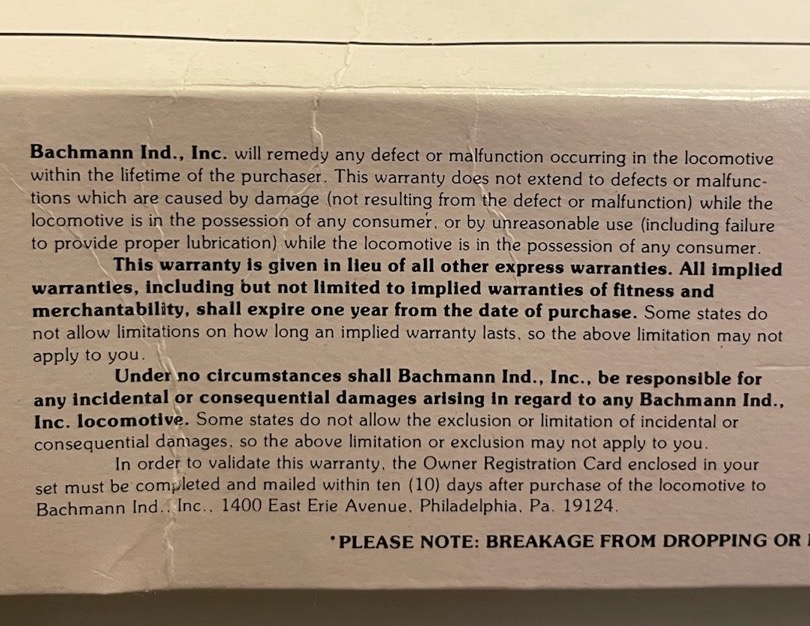 Bachmann Ind., Inc. will remedy any defect or malfunction occurring in the locomotive
within the lifetime of the purchaser. This warranty does not extend to defects or malfunc-
tions which are caused by damage (not resulting from the defect or malfunction) while the
locomotive is in the possession of any consumer, or by unreasonable use (including failure
to provide proper lubrication) while the locomotive is in the possession of any consumer.
This warranty is given in lieu of all other express warranties. All implied
warranties, including but not limited to implied warranties of fitness and
merchantability, shall expire one year from the date of purchase. Some states do
not allow limitations on how long an implied warranty lasts, so the above limitation may not
apply to you.
Under no circumstances shall Bachmann Ind., Inc., be responsible for
any incidental or consequential damages arising in regard to any Bachmann Ind.,
Inc. locomotive. Some states do not allow the exclusion or limitation of incidental or
consequential damages, so the above limitation or exclusion may not apply to you.
In order to validate this warranty, the Owner Registration Card enclosed in your
set must be completed and mailed within ten (10) days after purchase of the locomotive to
Bachmann Ind., Inc., 1400 East Erie Avenue, Philadelphia, Pa. 19124.
*PLEASE NOTE: BREAKAGE FROM DROPPING OR